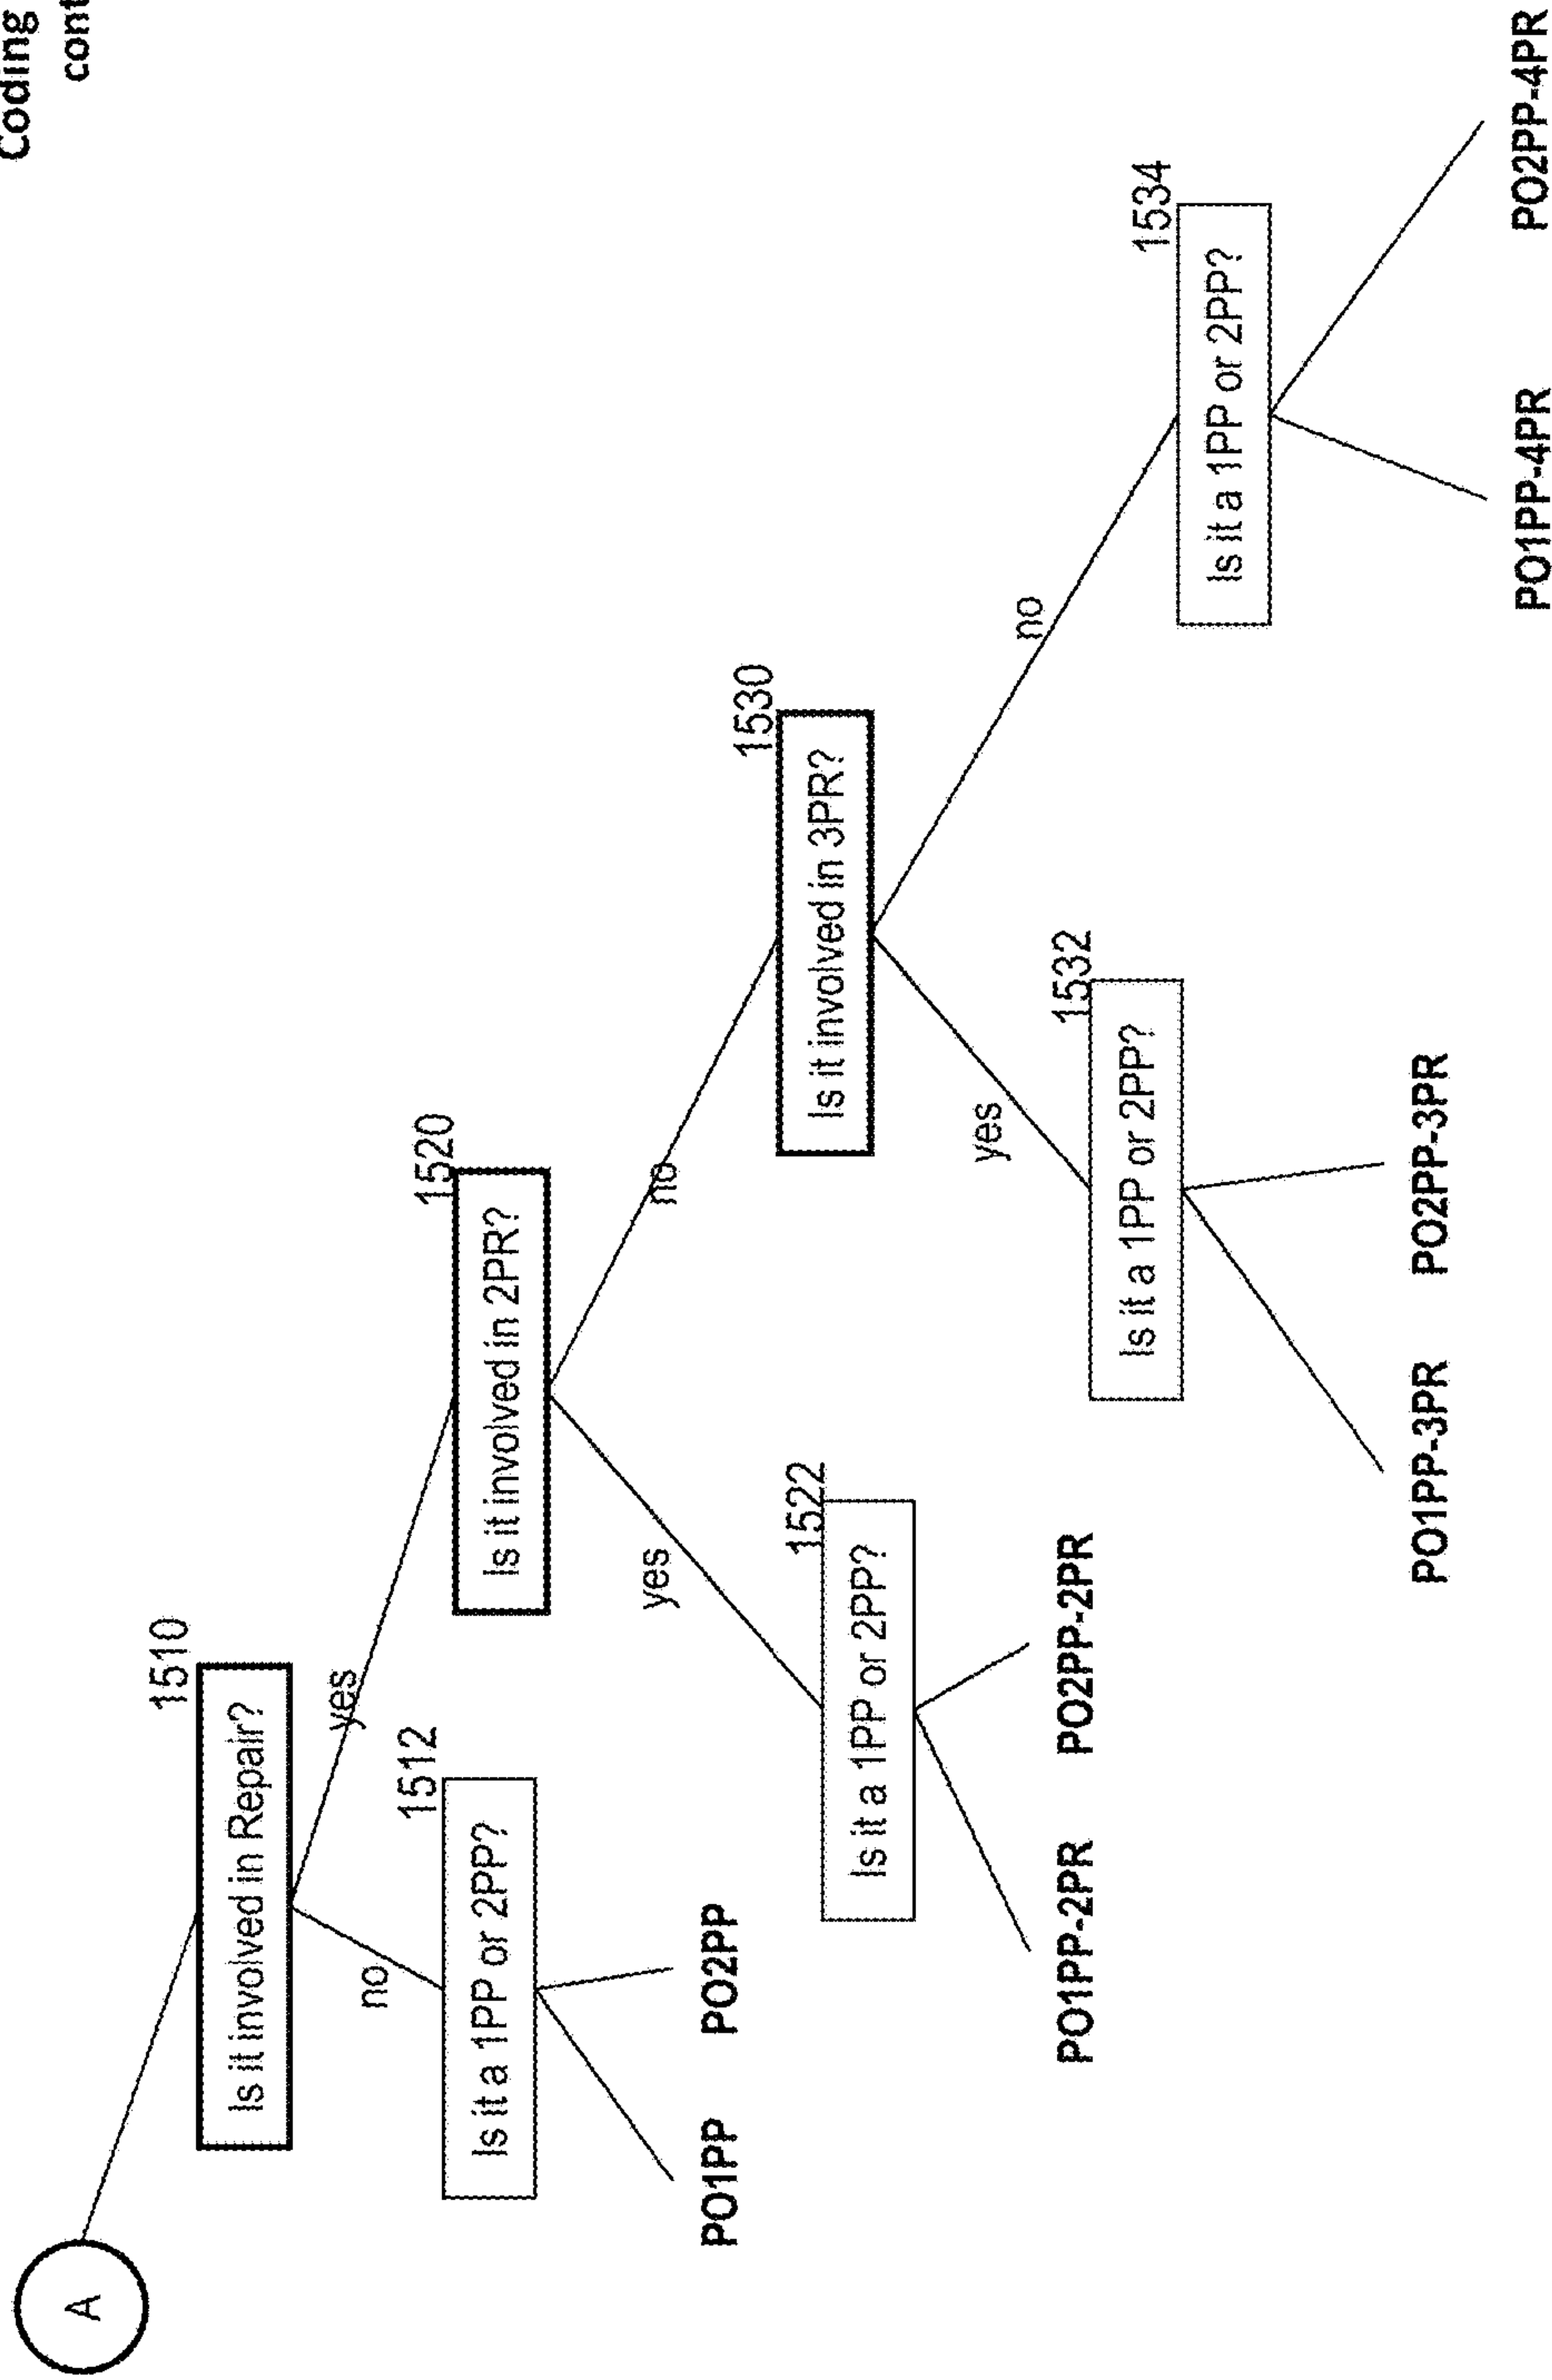 Coding
cont
A
1510
Is it involved in Repair?
no
yes
1512
Is it a 1PP or 2PP?
PO1PP
PO2PP
1520
Is it involved in 2PR?
yes
no
1522
Is it a 1PP or 2PP?
PO1PP-2PR
PO2PP-2PR
1530
Is it involved in 3PR?
yes
no
1532
Is it a 1PP or 2PP?
PO1PP-3PR
PO2PP-3PR
1534
Is it a 1PP or 2PP?
PO1PP-4PR
PO2PP-4PR